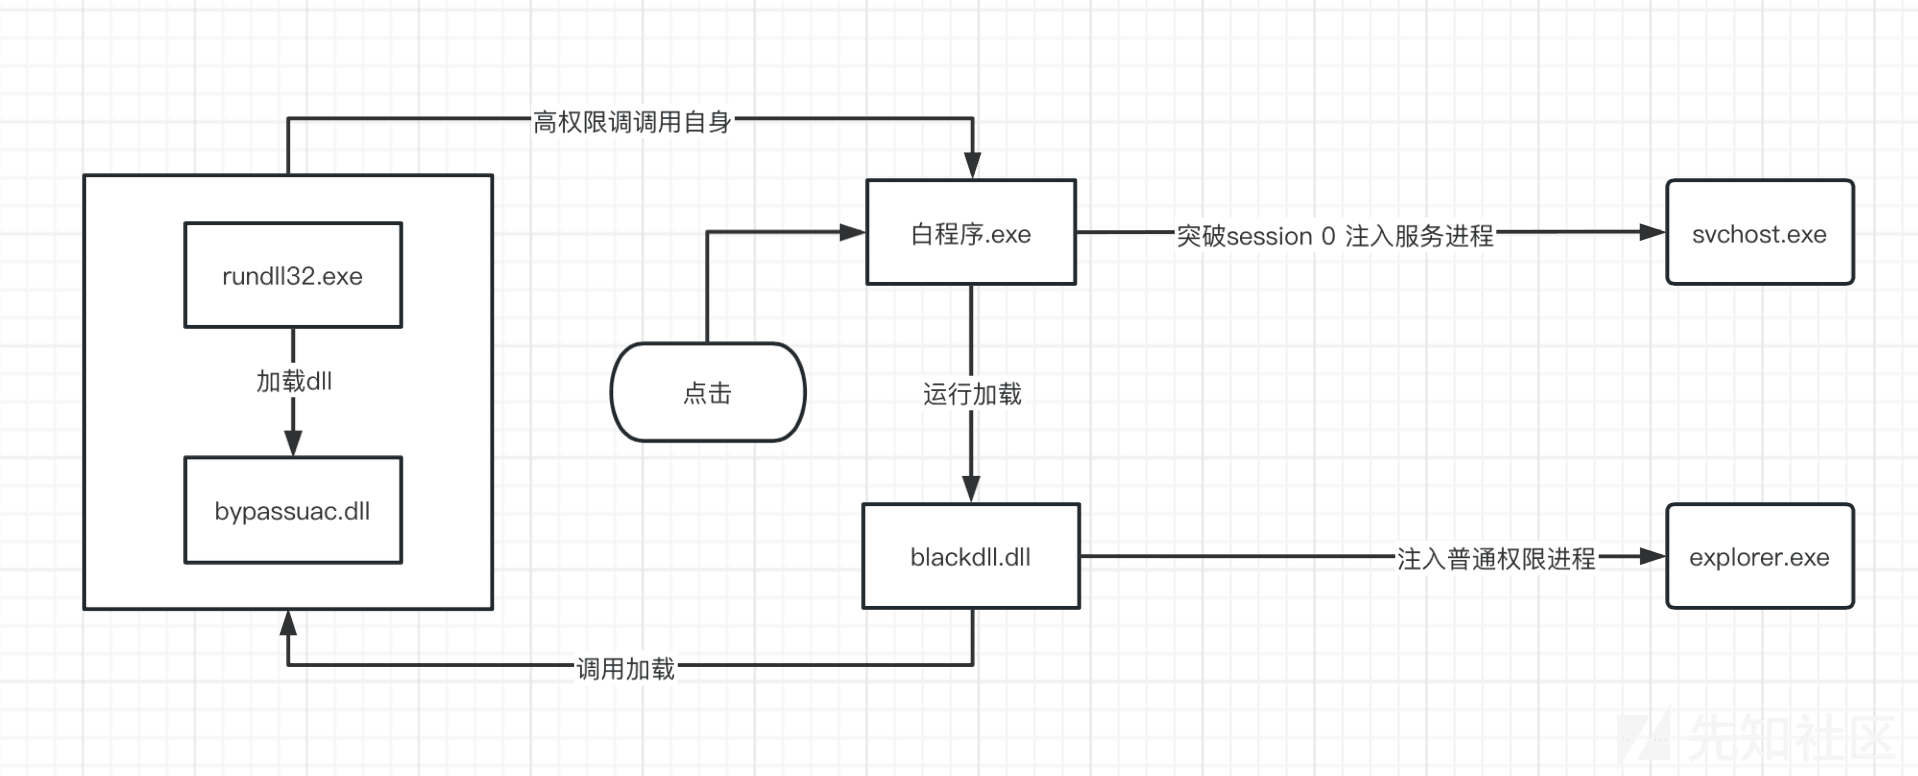 高权限调调用自身
rundll32.exe
加载dll
bypassuac.dll
点击
白程序.exe
突破session 0 注入服务进程
svchost.exe
运行加载
blackdll.dll
注入普通权限进程
explorer.exe
调用加载
先知社区